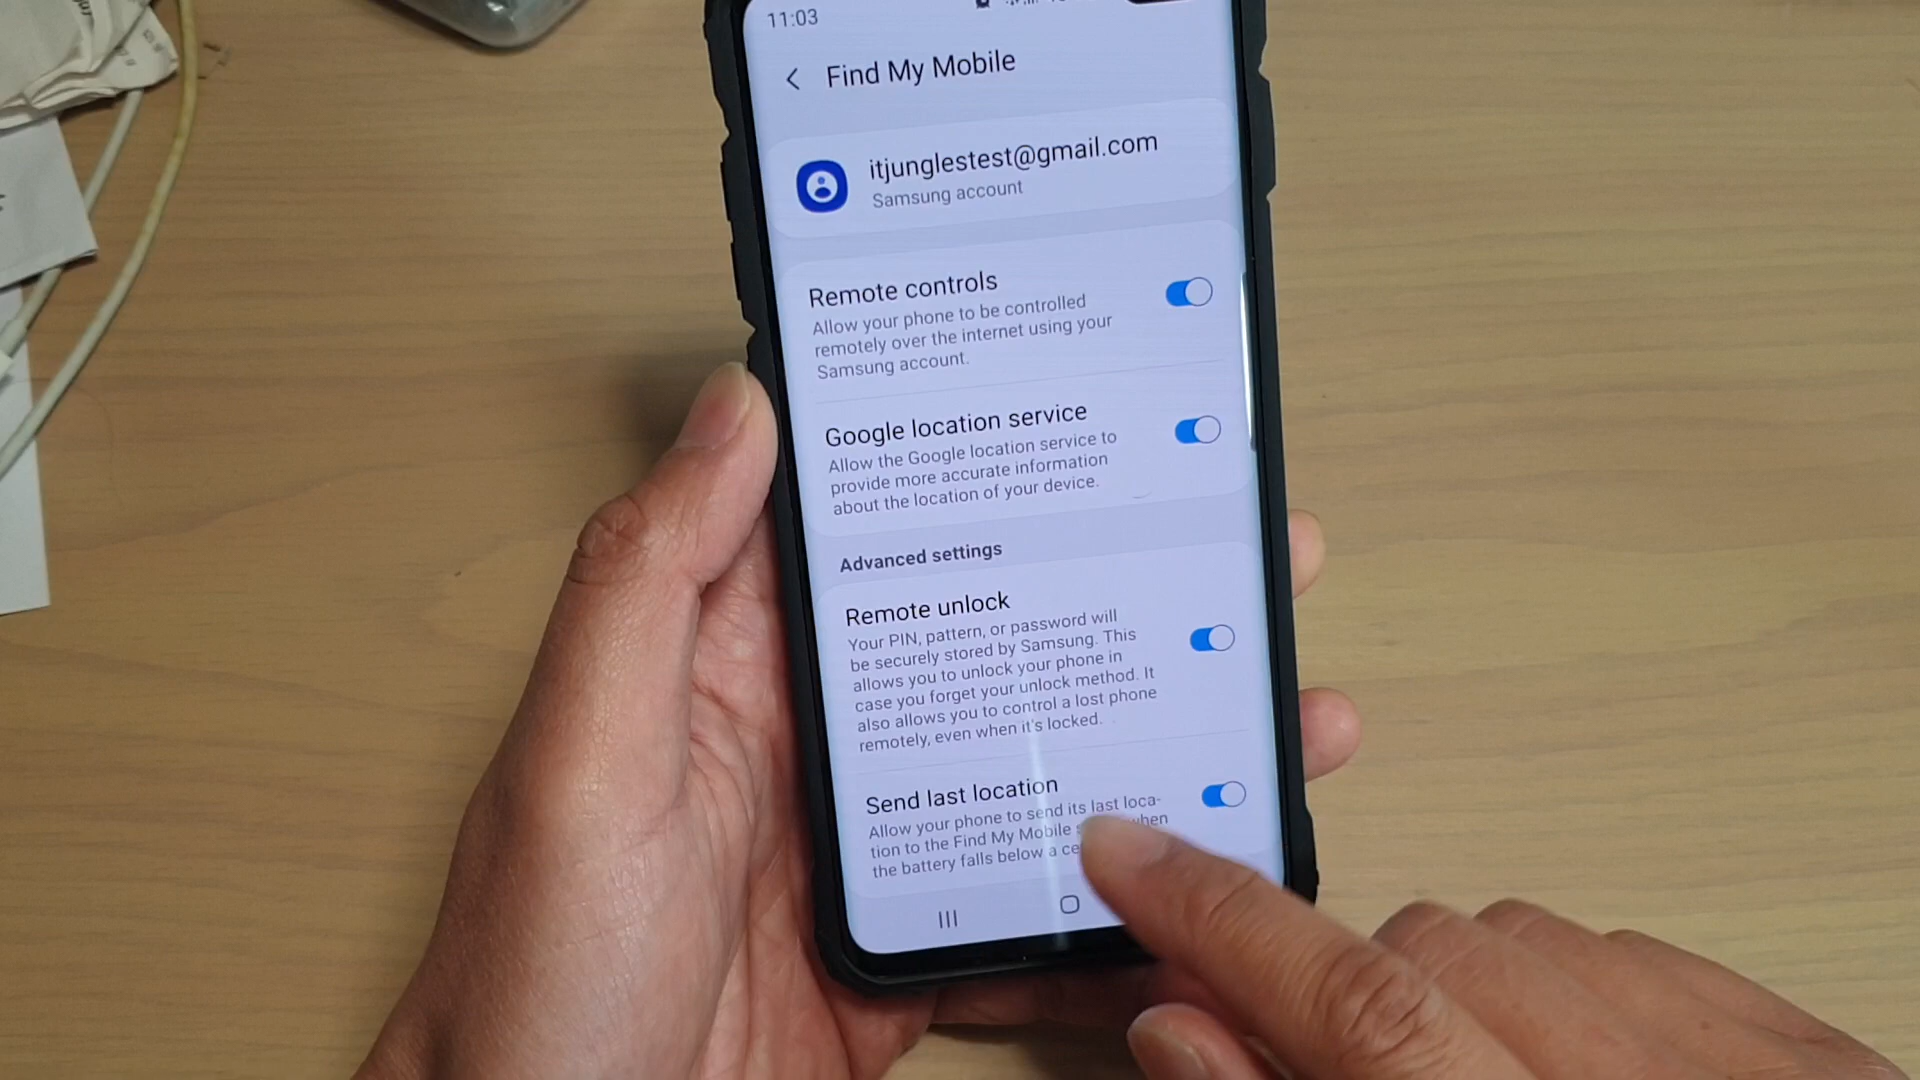 11:03
Find My Mobile
itjunglestest@gmail.com
Samsung account
Remote controls
Allow your phone to be controlled
remotely over the internet using your
Samsung account.
Google location service
Allow the Google location service to
provide more accurate information
about the location of your device.
Advanced settings
Remote unlock
Your PIN, pattern, or password will
be securely stored by Samsung. This
allows you to unlock your phone in
case you forget your unlock method. It
also allows you to control a lost phone
remotely, even when it's locked.
Send last location
Allow your phone to send its last loca-
tion to the Find My Mobile when
the battery falls below a